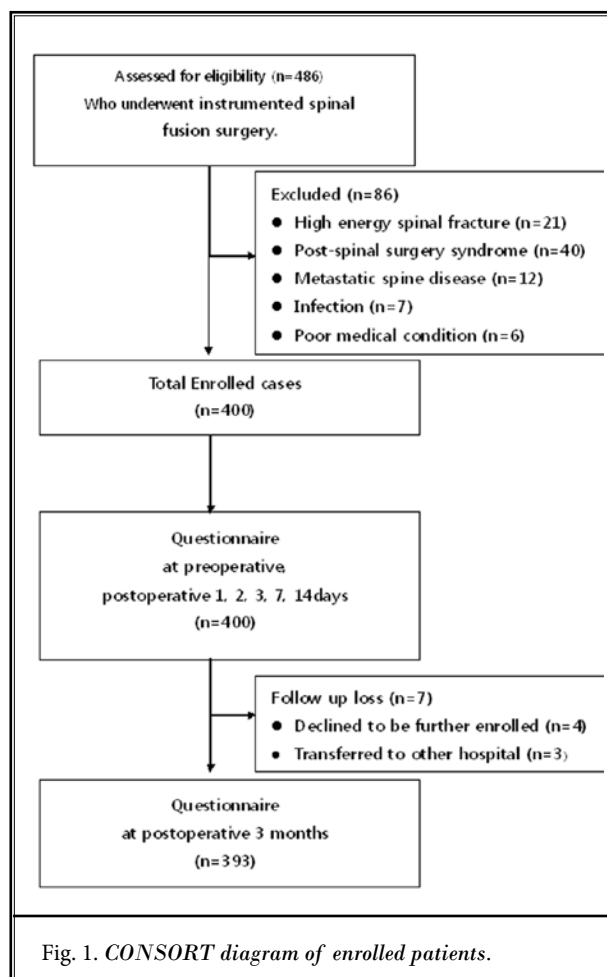 Assessed for eligibility (n=486)
Who underwent instrumented spinal
fusion surgery.
Excluded (n=86)
● High energy spinal fracture (n=21)
● Post-spinal surgery syndrome (n=40)
● Metastatic spine disease (n=12)
● Infection (n=7)
● Poor medical condition (n=6)
Total Enrolled cases
(n=400)
Questionnaire
at preoperative,
postoperative 1, 2, 3, 7, 14days
(n=400)
Follow up loss (n=7)
● Declined to be further enrolled (n=4)
● Transferred to other hospital (n=3)
Questionnaire
at postoperative 3 months
(n=393)
Fig. 1. CONSORT diagram of enrolled patients.